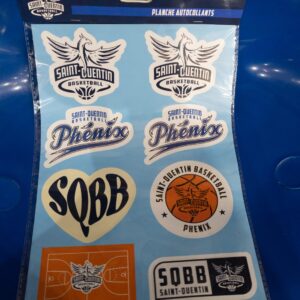 PLANCHE AUTOCOLLANTS
SAINT-QUENTIN
BASKETBALL
SAINT-QUENTIN
BASKETBALL
SAINT-QUENTIN
BASKETBALL
Phénix
SAINT-QUENTIN
BASKETBALL
Phénix
SQBB
SAINT-QUENTIN BASKETBALL
SAINT-QUENTIN
PHENIX
SQBB
SAINT-QUENTIN